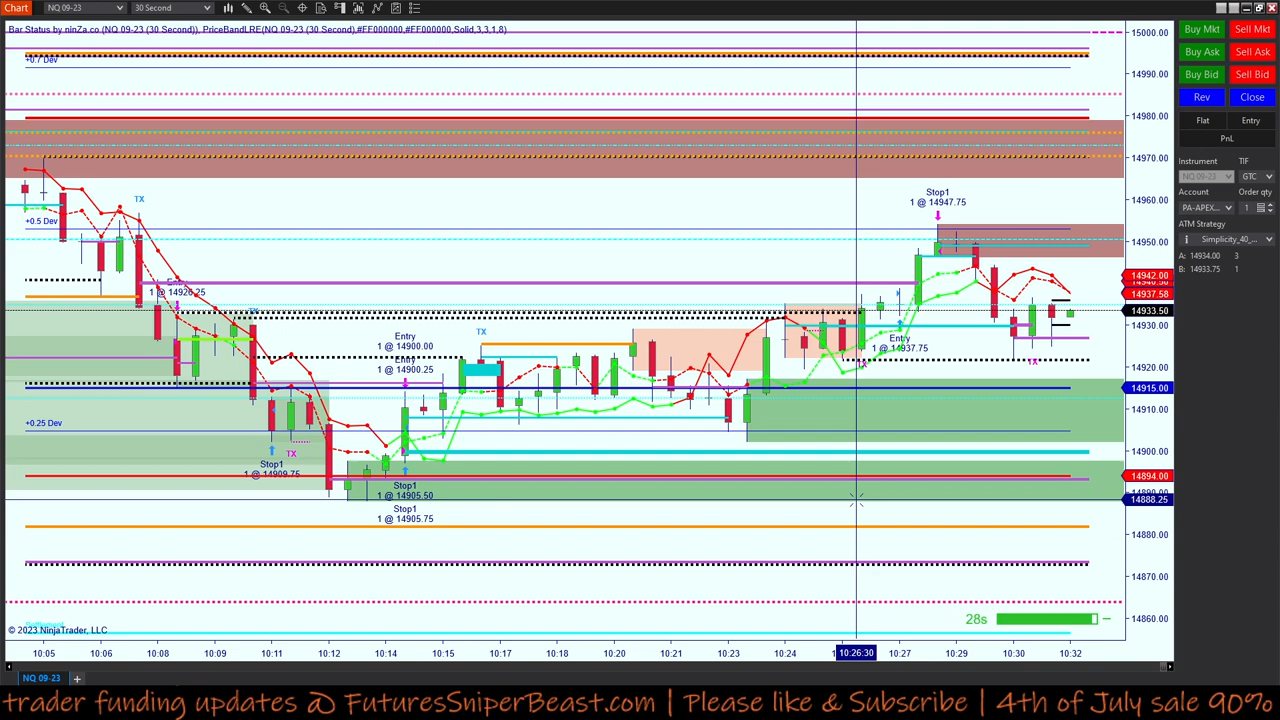 Chart NQ 09-23 30 Second
Bar Status by ninZa.co (NQ 09-23 (30 Second)), PriceBandLRE(NQ 09-23 (30 Second),#FF000000,#FF000000,Solid,3,3,1,8)
+0.7 Dev
TX
+0.5 Dev
1 @ 14926.25
+0.25 Dev
TX
Stop1
1 @ 14909.75
Entry
1 @ 14900.00
Entry
1 @ 14900.25
TX
Stop1
1 @ 14905.50
Stop1
1 @ 14905.75
Entry
1 @ 14937.75
Stop1
1 @ 14947.75
TX
28s
© 2023 NinjaTrader, LLC
15000.00
14990.00
14980.00
14970.00
14960.00
14950.00
14942.00
14937.58
14933.50
14930.00
14920.00
14915.00
14910.00
14900.00
14894.00
14888.25
14880.00
14870.00
14860.00
10:05 10:06 10:07 10:08 10:09 10:10 10:11 10:12 10:13 10:14 10:15 10:17 10:18 10:20 10:21 10:23 10:24 10:26:30 10:27 10:29 10:30 10:32
NQ 09-23 +
Buy Mkt Sell Mkt
Buy Ask Sell Ask
Buy Bid Sell Bid
Rev Close
Flat Entry
PnL
Instrument TIF
NQ 09-23 GTC
Account Order qty
PA-APEX... 1
ATM Strategy
Simplicity_40_...
A: 14934.00 3
B: 14933.75 1
trader funding updates @ FuturesSniperBeast.com | Please like & Subscribe | 4th of July sale 90%